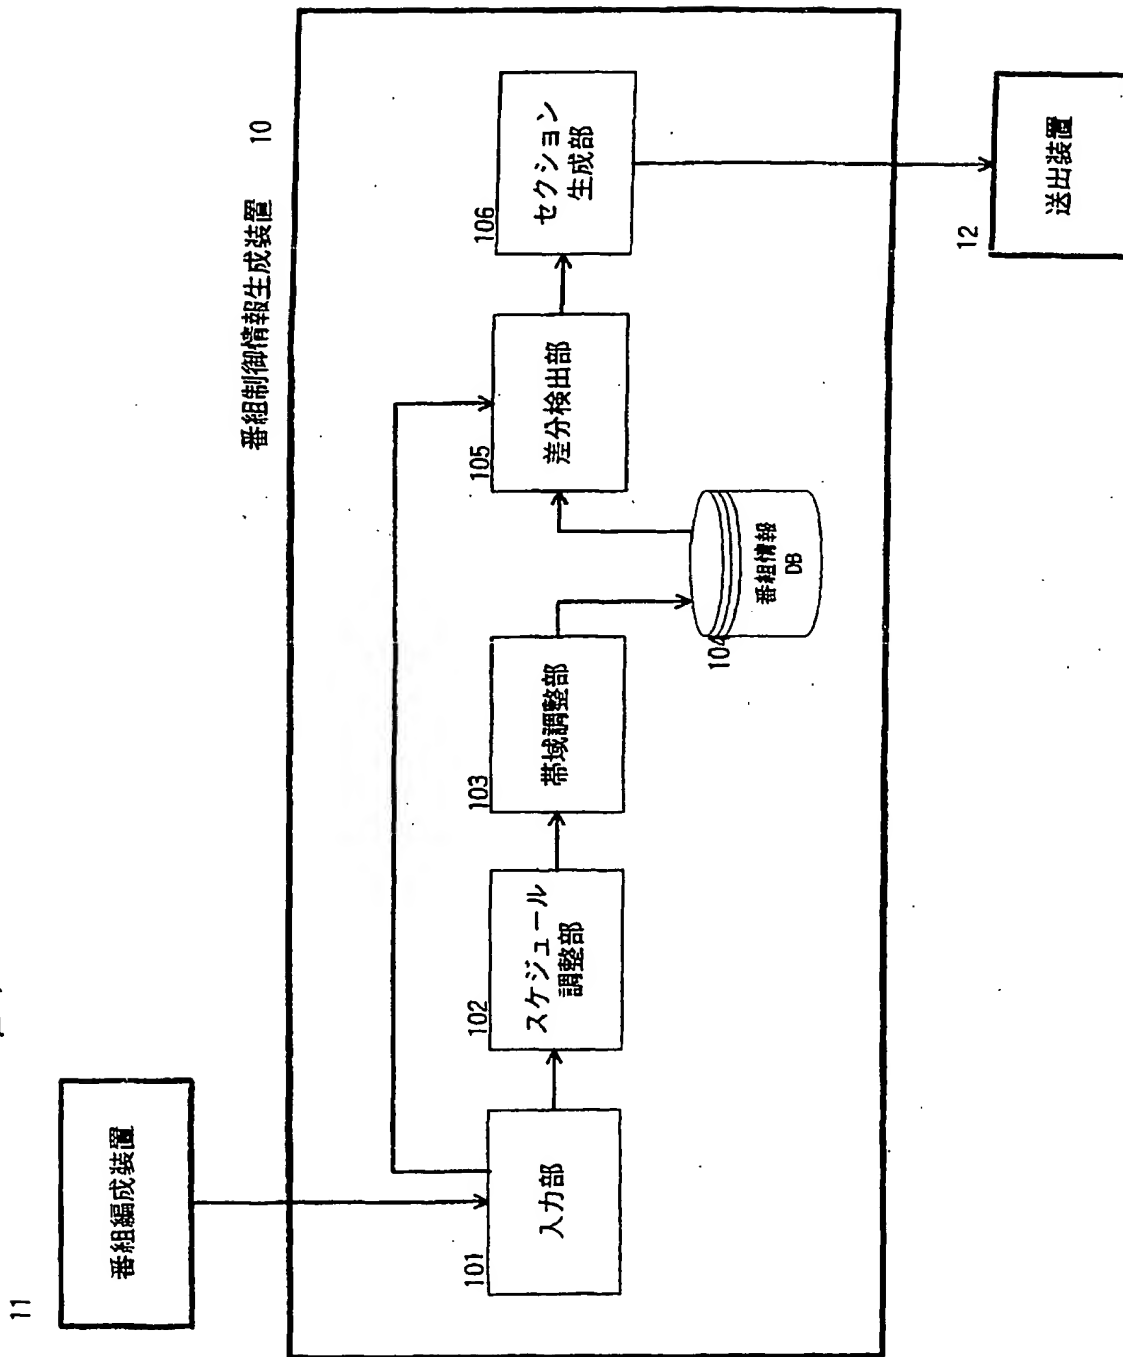 11
番組編成装置
番組制御情報生成装置 10
101
入力部
102
スケジュール
調整部
103
帯域調整部
104
番組情報
DB
105
差分検出部
106
セクション
生成部
12
送出装置